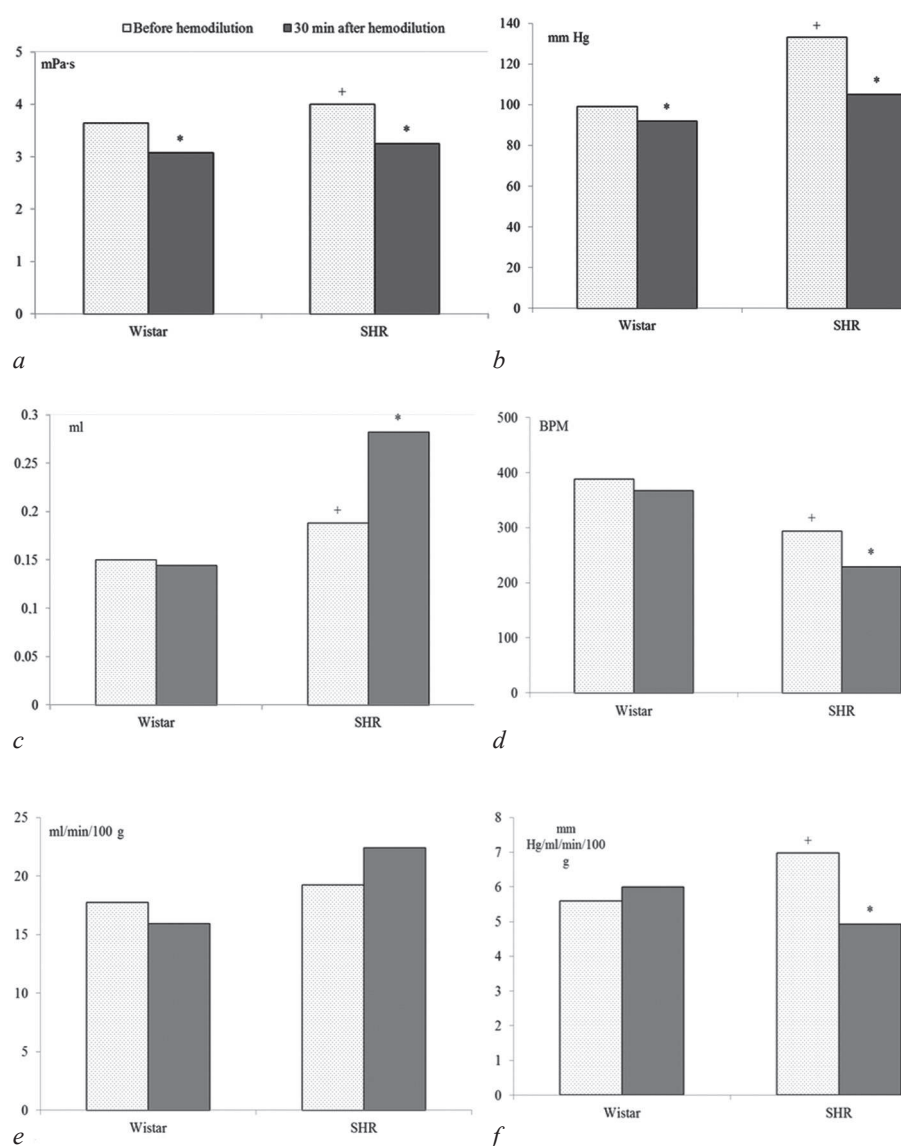 Before hemodilution 30 min after hemodilution
mPa·s
5
4
3
2
1
0
+
*
*
Wistar SHR
a
mm Hg
140
120
100
80
60
40
20
0
+
*
*
Wistar SHR
b
ml
0.3
0.25
0.2
0.15
0.1
0.05
0
*
+
Wistar SHR
c
BPM
500
400
300
200
100
0
+
*
Wistar SHR
d
ml/min/100 g
25
20
15
10
5
0
Wistar SHR
e
mm
Hg/ml/min/100
g
8
7
6
5
4
3
2
1
0
+
*
Wistar SHR
f